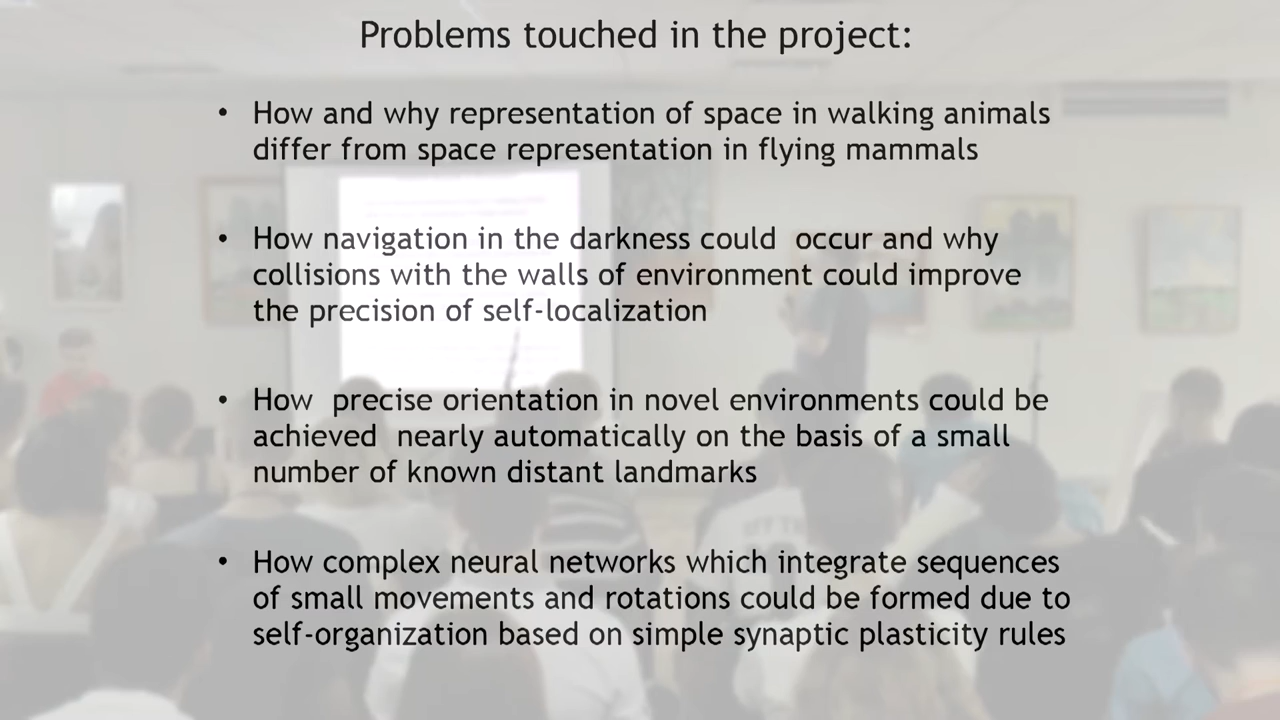 Problems touched in the project:
• How and why representation of space in walking animals
differ from space representation in flying mammals
• How navigation in the darkness could occur and why
collisions with the walls of environment could improve
the precision of self-localization
• How precise orientation in novel environments could be
achieved nearly automatically on the basis of a small
number of known distant landmarks
• How complex neural networks which integrate sequences
of small movements and rotations could be formed due to
self-organization based on simple synaptic plasticity rules